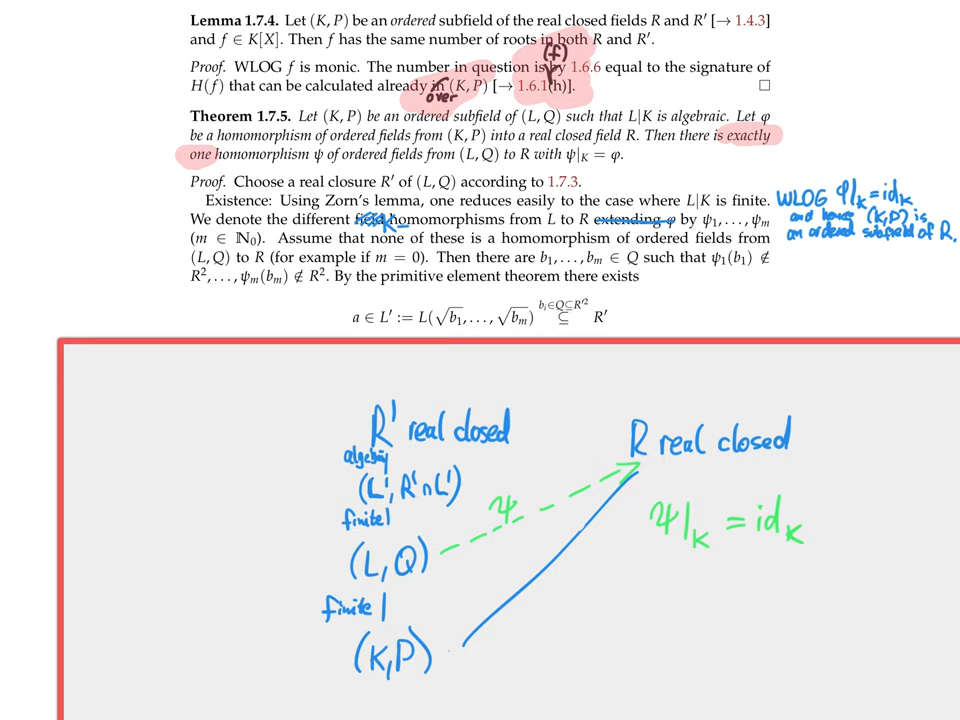 Lemma 1.7.4. Let (K, P) be an ordered subfield of the real closed fields R and R′ [→ 1.4.3]
and f ∈ K[X]. Then f has the same number of roots in both R and R′.
(f)
Proof. WLOG f is monic. The number in question is by 1.6.6 equal to the signature of
H(f) that can be calculated already in (K, P) [→ 1.6.1(h)]. □
over
Theorem 1.7.5. Let (K, P) be an ordered subfield of (L, Q) such that L|K is algebraic. Let φ
be a homomorphism of ordered fields from (K, P) into a real closed field R. Then there is exactly
one homomorphism ψ of ordered fields from (L, Q) to R with ψ|K = φ.
Proof. Choose a real closure R′ of (L, Q) according to 1.7.3.
Existence: Using Zorn's lemma, one reduces easily to the case where L|K is finite.
WLOG φ|K = idK
and hence (K,P) is
an ordered subfield of R.
We denote the different field homomorphisms from L to R extending φ by ψ1, . . . , ψm
K–
(m ∈ ℕ0). Assume that none of these is a homomorphism of ordered fields from
(L, Q) to R (for example if m = 0). Then there are b1, . . . , bm ∈ Q such that ψ1(b1) ∉
R², . . . , ψm(bm) ∉ R². By the primitive element theorem there exists
bi∈Q⊆R′²
a ∈ L′ := L(√b1, . . . , √bm) ⊆ R′
R' real closed
R real closed
(L', R'∩L')
ψ
finite |
ψ|K = idK
(L,Q)
finite |
(K,P)